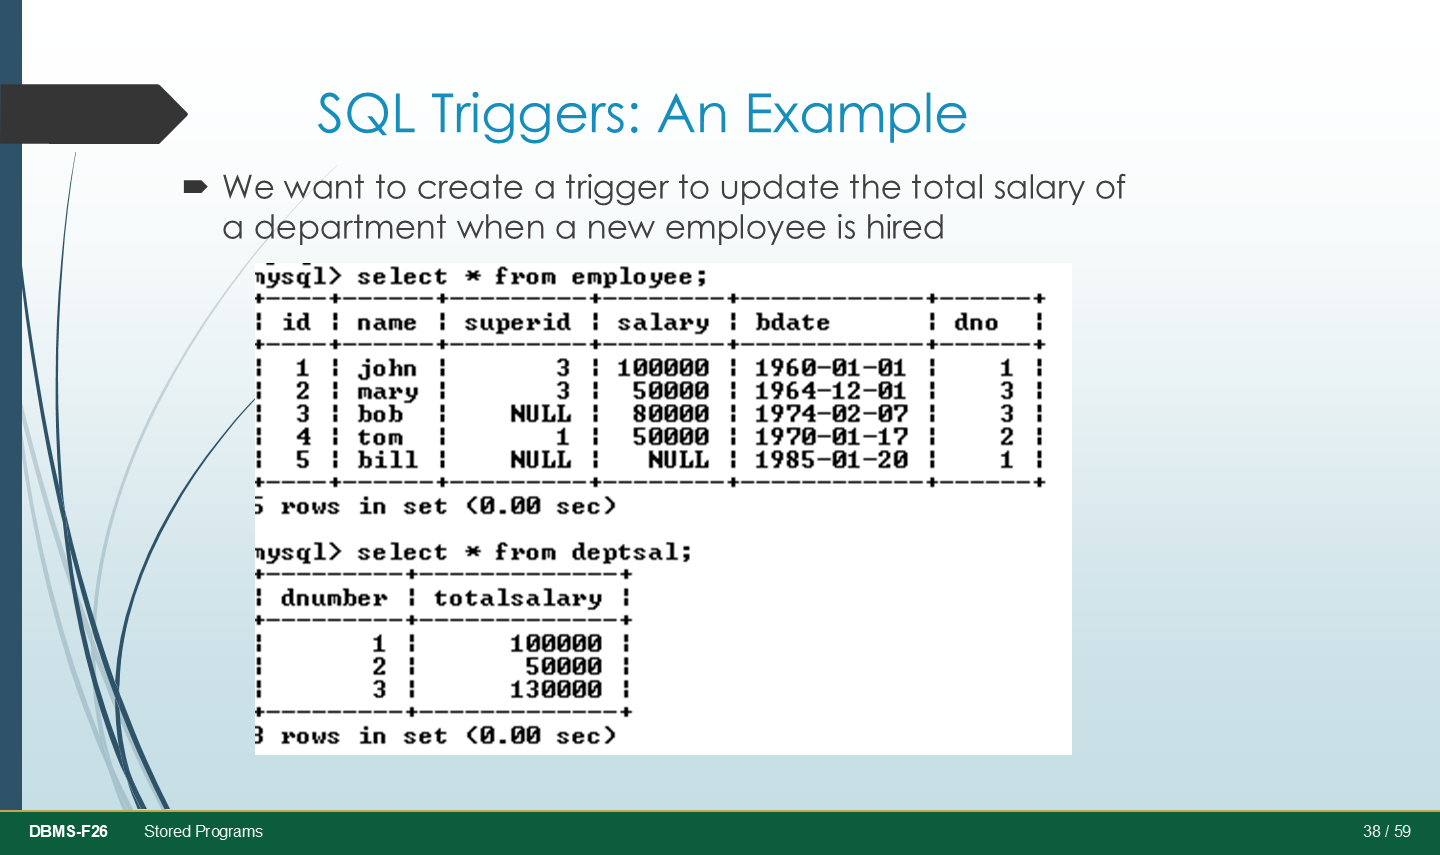 SQL Triggers: An Example
We want to create a trigger to update the total salary of
a department when a new employee is hired
mysql> select * from employee;
+----+------+---------+--------+------------+------+
| id | name | superid | salary | bdate      | dno  |
+----+------+---------+--------+------------+------+
| 1 | john | 3 | 100000 | 1960-01-01 | 1 |
| 2 | mary | 3 | 50000 | 1964-12-01 | 3 |
| 3 | bob | NULL | 80000 | 1974-02-07 | 3 |
| 4 | tom | 1 | 50000 | 1970-01-17 | 2 |
| 5 | bill | NULL | NULL | 1985-01-20 | 1 |
+----+------+---------+--------+------------+------+
5 rows in set (0.00 sec)
mysql> select * from deptsal;
+---------+-------------+
| dnumber | totalsalary |
+---------+-------------+
| 1 | 100000 |
| 2 | 50000 |
| 3 | 130000 |
+---------+-------------+
3 rows in set (0.00 sec)
DBMS-F26 Stored Programs 38 / 59